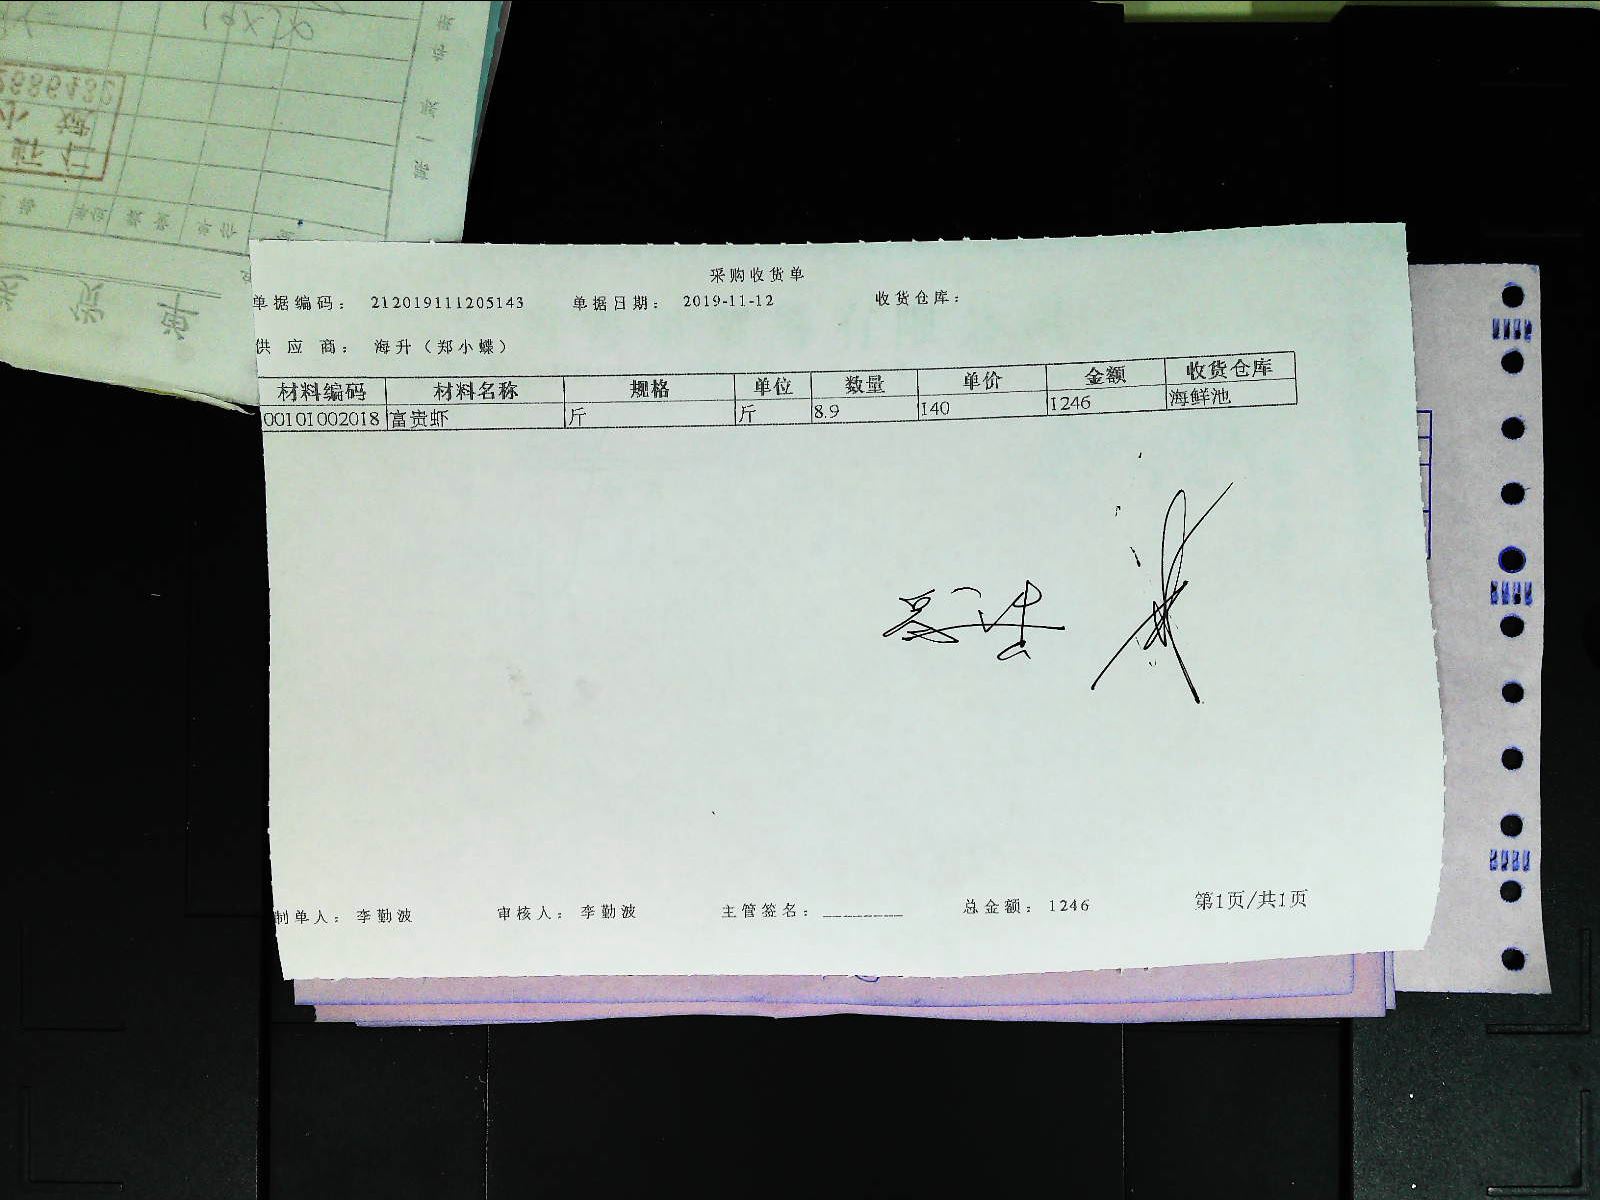 采购收货单
单据编码： 212019111205143 单据日期： 2019-11-12 收货仓库：
供 应 商： 海升（郑小蝶）
材料编码 材料名称 规格 单位 数量 单价 金额 收货仓库
00101002018 富贵虾 斤 斤 8.9 140 1246 海鲜池
制单人：李勤波 审核人：李勤波 主管签名：_________ 总金额：1246 第1页/共1页